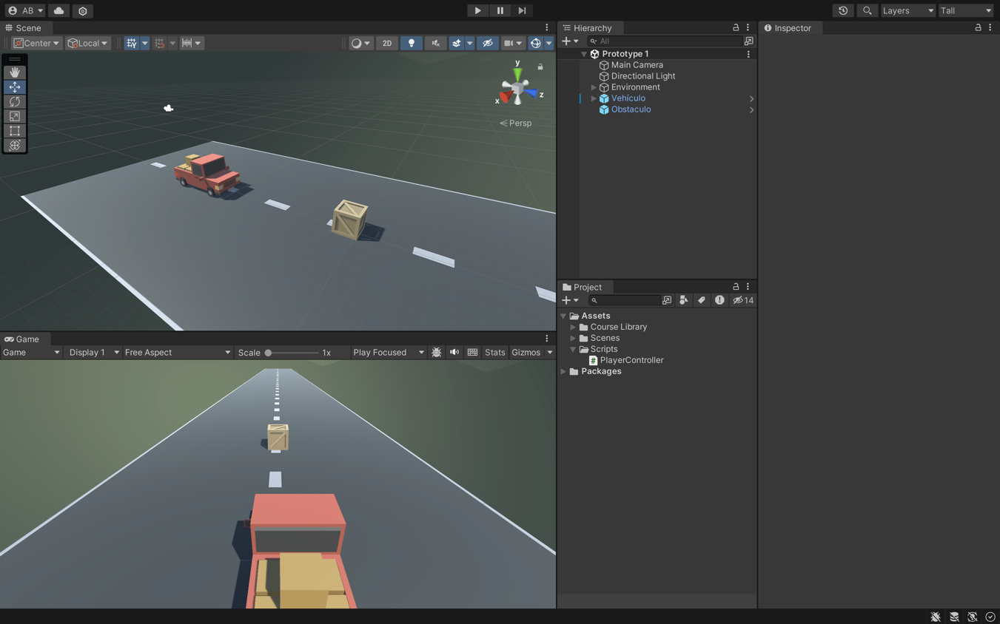 AB
Layers
Tall
Scene
Center
Local
2D
y
x
z
Persp
Game
Game
Display 1
Free Aspect
Scale
1x
Play Focused
Stats
Gizmos
Hierarchy
All
Prototype 1
Main Camera
Directional Light
Environment
Vehículo
Obstaculo
Project
14
Assets
Course Library
Scenes
Scripts
PlayerController
Packages
Inspector